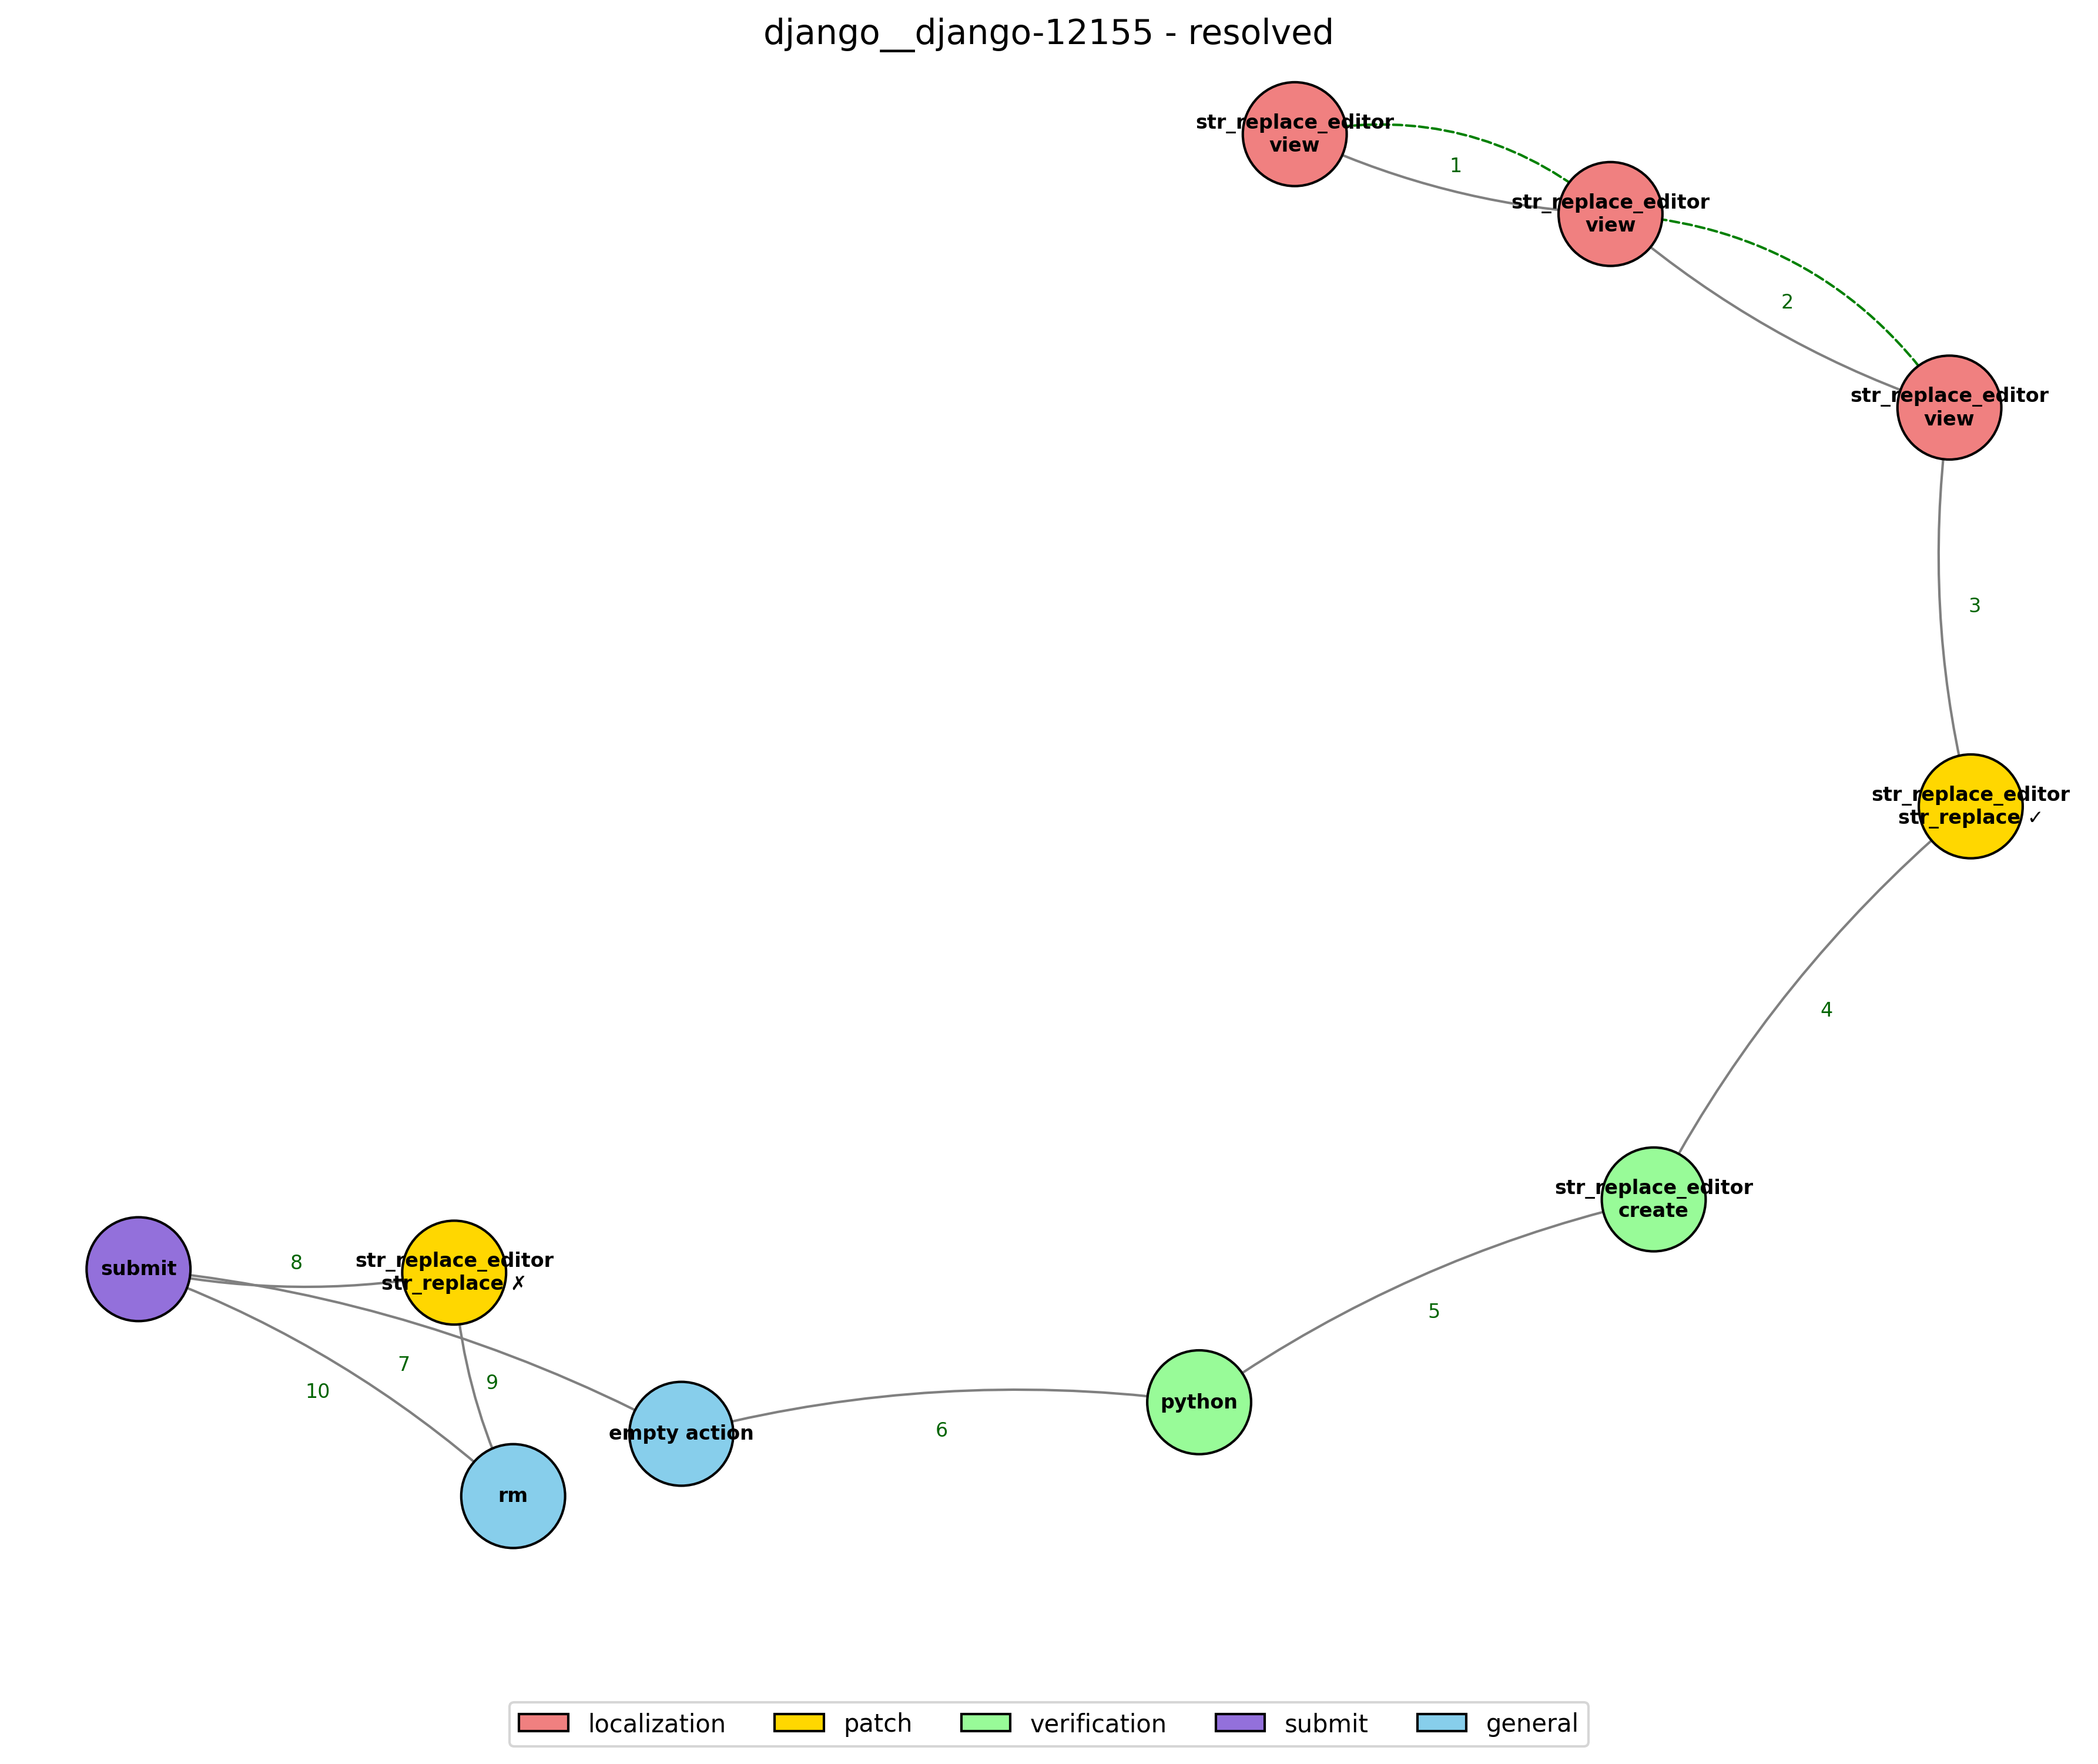 django__django-12155 - resolved
str_replace_editor
view
1
str_replace_editor
view
2
str_replace_editor
view
3
str_replace_editor
str_replace ✓
4
str_replace_editor
create
5
python
6
empty action
7
submit
8
str_replace_editor
str_replace ✗
9
rm
10
localization
patch
verification
submit
general